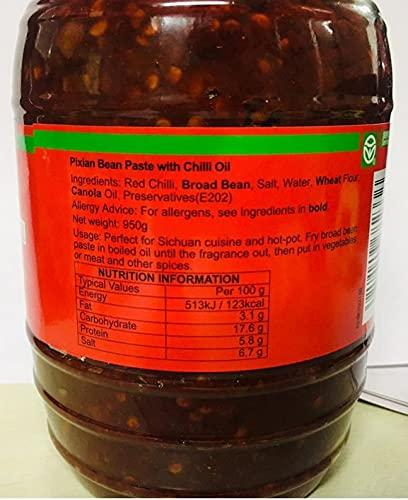 Pixian Bean Paste with Chilli Oil
Ingredients: Red Chilli, Broad Bean, Salt, Water, Wheat Flour,
Canola Oil, Preservatives(E202)
Allergy Advice: For allergens, see Ingredients in bold.
Net weight: 950g
Usage: Perfect for Sichuan cuisine and hot-pot. Fry broad bean
paste in boiled oil until the fragrance out, then put in vegetables
or meat and other spices.
NUTRITION INFORMATION
Typical Values Per 100 g
Energy 513kJ / 123kcal
Fat 3.1 g
Carbohydrate 17.6 g
Protein 5.8 g
Salt 6.7 g